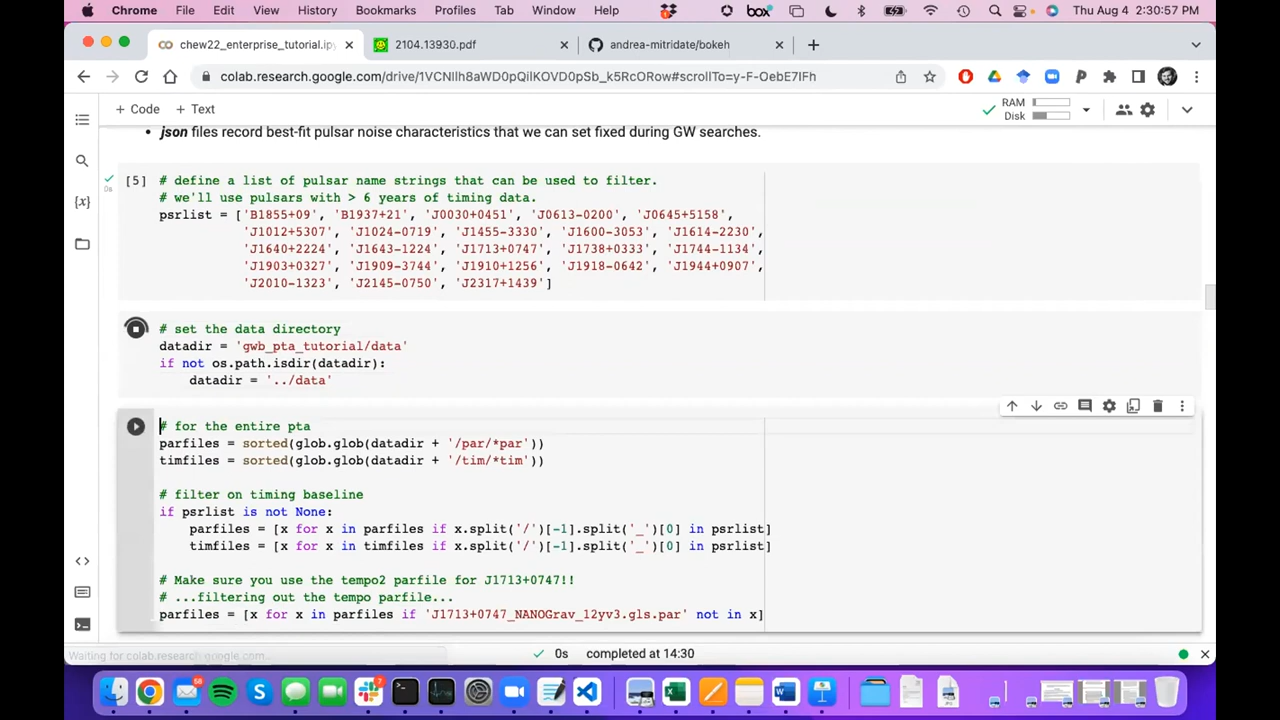 Chrome File Edit View History Bookmarks Profiles Tab Window Help box Thu Aug 4 2:30:57 PM
chew22_enterprise_tutorial.ip
2104.13930.pdf
andrea-mitridate/bokeh
colab.research.google.com/drive/1VCNIlh8aWD0pQilKOVD0pSb_k5RcORow#scrollTo=y-F-OebE7IFh
+ Code + Text
RAM
Disk
• json files record best-fit pulsar noise characteristics that we can set fixed during GW searches.
[5] # define a list of pulsar name strings that can be used to filter.
0s
# we'll use pulsars with > 6 years of timing data.
psrlist = ['B1855+09', 'B1937+21', 'J0030+0451', 'J0613-0200', 'J0645+5158',
'J1012+5307', 'J1024-0719', 'J1455-3330', 'J1600-3053', 'J1614-2230',
'J1640+2224', 'J1643-1224', 'J1713+0747', 'J1738+0333', 'J1744-1134',
'J1903+0327', 'J1909-3744', 'J1910+1256', 'J1918-0642', 'J1944+0907',
'J2010-1323', 'J2145-0750', 'J2317+1439']
# set the data directory
datadir = 'gwb_pta_tutorial/data'
if not os.path.isdir(datadir):
datadir = '../data'
# for the entire pta
parfiles = sorted(glob.glob(datadir + '/par/*par'))
timfiles = sorted(glob.glob(datadir + '/tim/*tim'))
# filter on timing baseline
if psrlist is not None:
parfiles = [x for x in parfiles if x.split('/')[-1].split('_')[0] in psrlist]
timfiles = [x for x in timfiles if x.split('/')[-1].split('_')[0] in psrlist]
# Make sure you use the tempo2 parfile for J1713+0747!!
# ...filtering out the tempo parfile...
parfiles = [x for x in parfiles if 'J1713+0747_NANOGrav_12yv3.gls.par' not in x]
Waiting for colab.research.google.com...
0s completed at 14:30